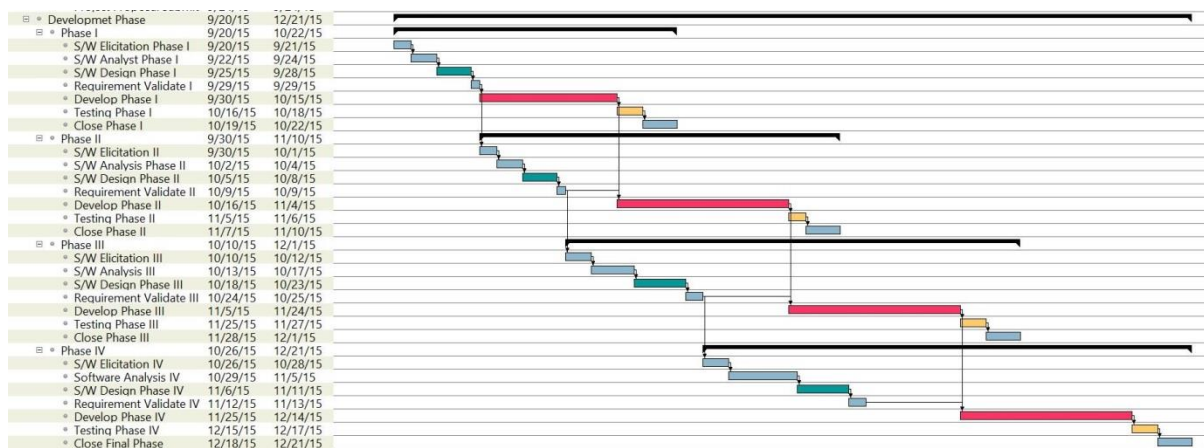 Developmet Phase 9/20/15 12/21/15
Phase I 9/20/15 10/22/15
S/W Elicitation Phase I 9/20/15 9/21/15
S/W Analyst Phase I 9/22/15 9/24/15
S/W Design Phase I 9/25/15 9/28/15
Requirement Validate I 9/29/15 9/29/15
Develop Phase I 9/30/15 10/15/15
Testing Phase I 10/16/15 10/18/15
Close Phase I 10/19/15 10/22/15
Phase II 9/30/15 11/10/15
S/W Elicitation II 9/30/15 10/1/15
S/W Analysis Phase II 10/2/15 10/4/15
S/W Design Phase II 10/5/15 10/8/15
Requirement Validate II 10/9/15 10/9/15
Develop Phase II 10/16/15 11/4/15
Testing Phase II 11/5/15 11/6/15
Close Phase II 11/7/15 11/10/15
Phase III 10/10/15 12/1/15
S/W Elicitation III 10/10/15 10/12/15
S/W Analysis III 10/13/15 10/17/15
S/W Design Phase III 10/18/15 10/23/15
Requirement Validate III 10/24/15 10/25/15
Develop Phase III 11/5/15 11/24/15
Testing Phase III 11/25/15 11/27/15
Close Phase III 11/28/15 12/1/15
Phase IV 10/26/15 12/21/15
S/W Elicitation IV 10/26/15 10/28/15
Software Analysis IV 10/29/15 11/5/15
S/W Design Phase IV 11/6/15 11/11/15
Requirement Validate IV 11/12/15 11/13/15
Develop Phase IV 11/25/15 12/14/15
Testing Phase IV 12/15/15 12/17/15
Close Final Phase 12/18/15 12/21/15